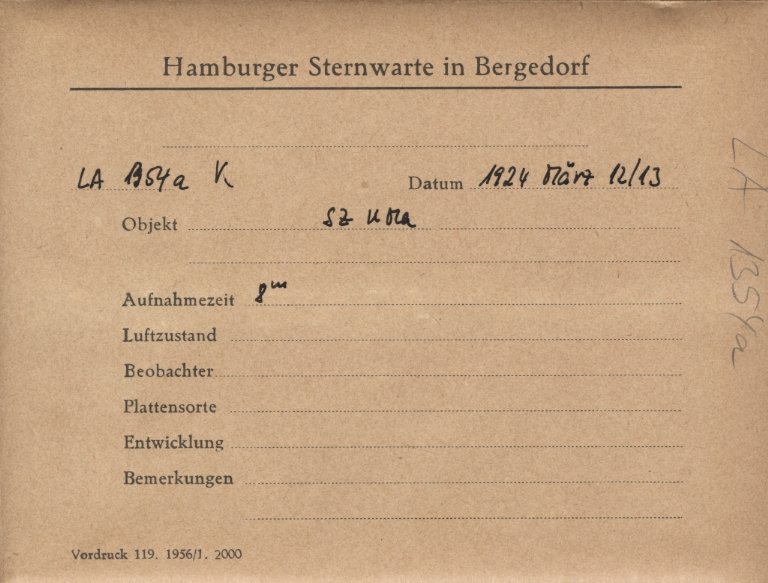 Hamburger Sternwarte in Bergedorf
LA 1354a V
Datum 1924 März 12/13
Objekt SZ UMa
Aufnahmezeit 8m
Luftzustand
Beobachter
Plattensorte
Entwicklung
Bemerkungen
Vordruck 119. 1956/1. 2000
LA 1354a